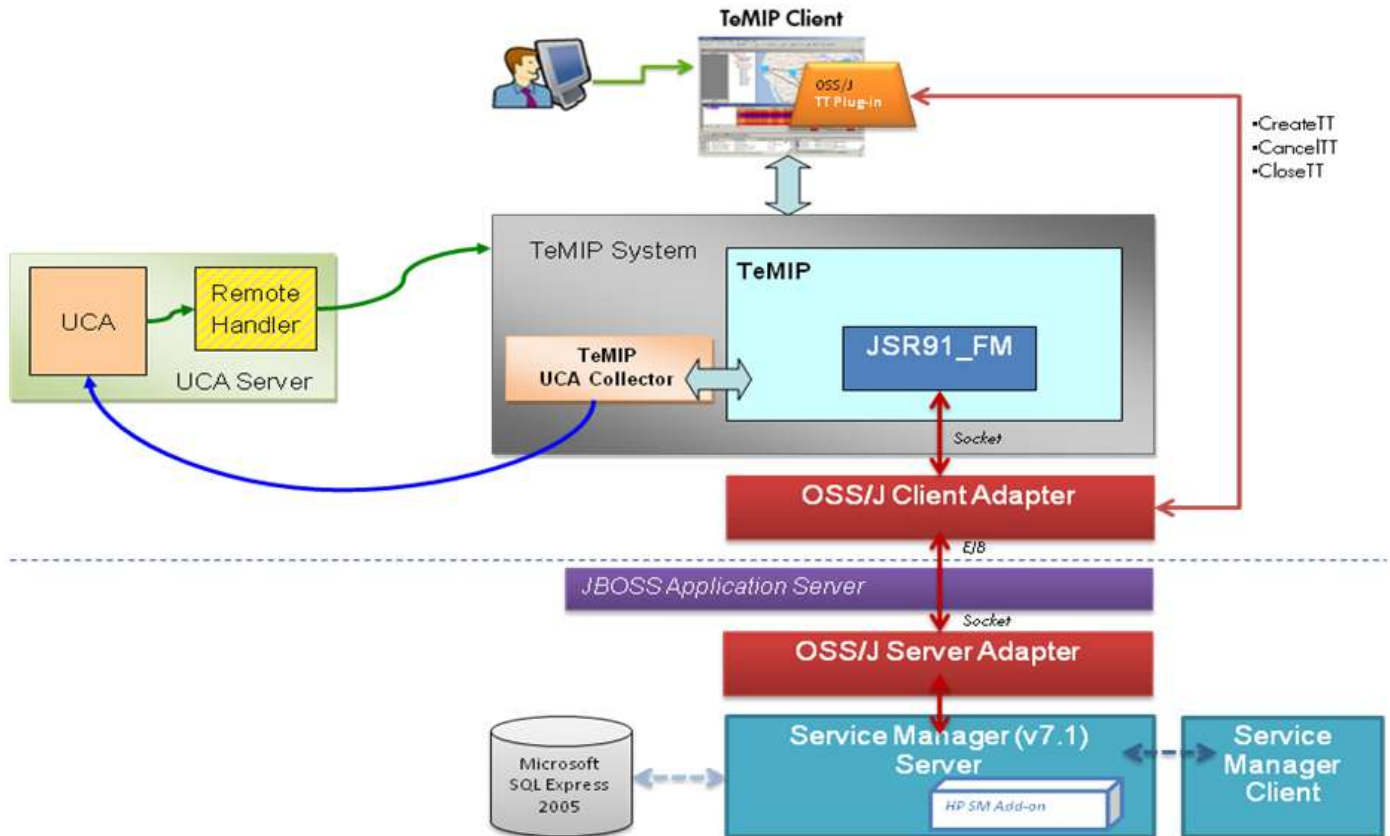 TeMIP Client
OSS/J
TT Plug-in
▪CreateTT
▪CancelTT
▪CloseTT
TeMIP System
TeMIP
UCA
Remote
Handler
UCA Server
TeMIP
UCA Collector
JSR91_FM
Socket
OSS/J Client Adapter
EJB
JBOSS Application Server
Socket
OSS/J Server Adapter
Microsoft
SQL Express
2005
Service Manager (v7.1)
Server
HP SM Add-on
Service
Manager
Client